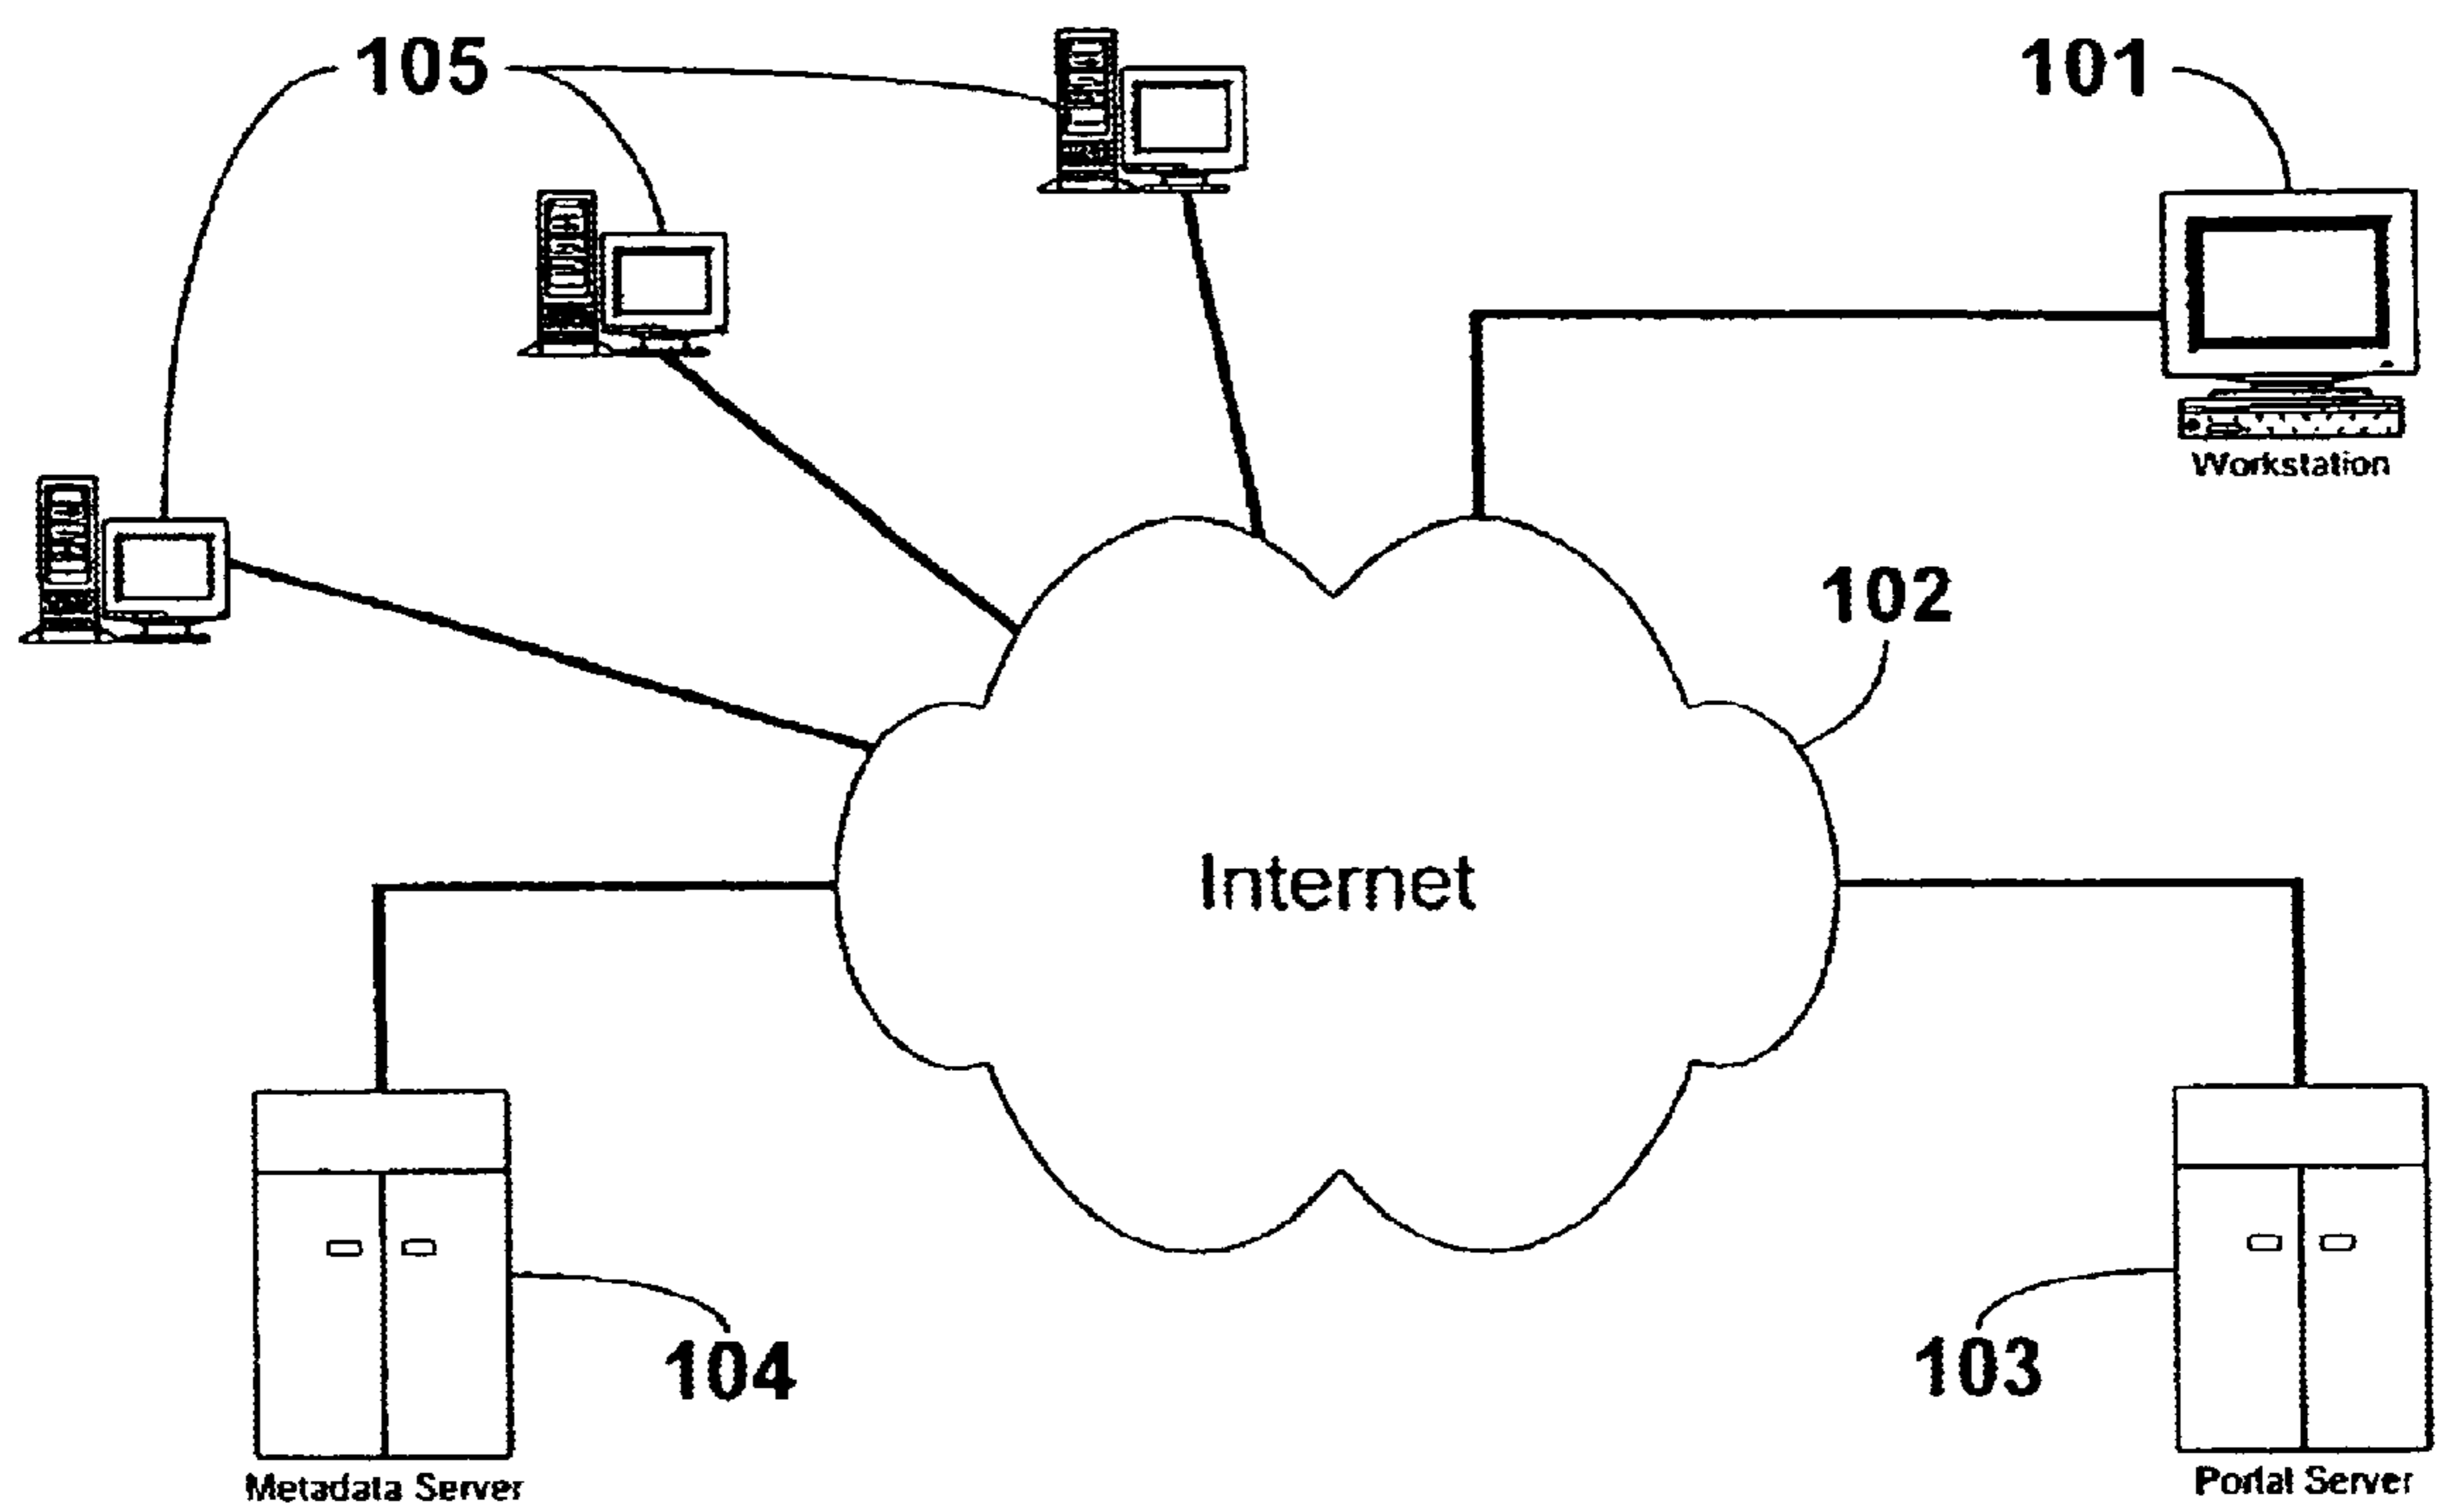 105
101
Workstation
102
Internet
104
103
Metadata Server
Portal Server